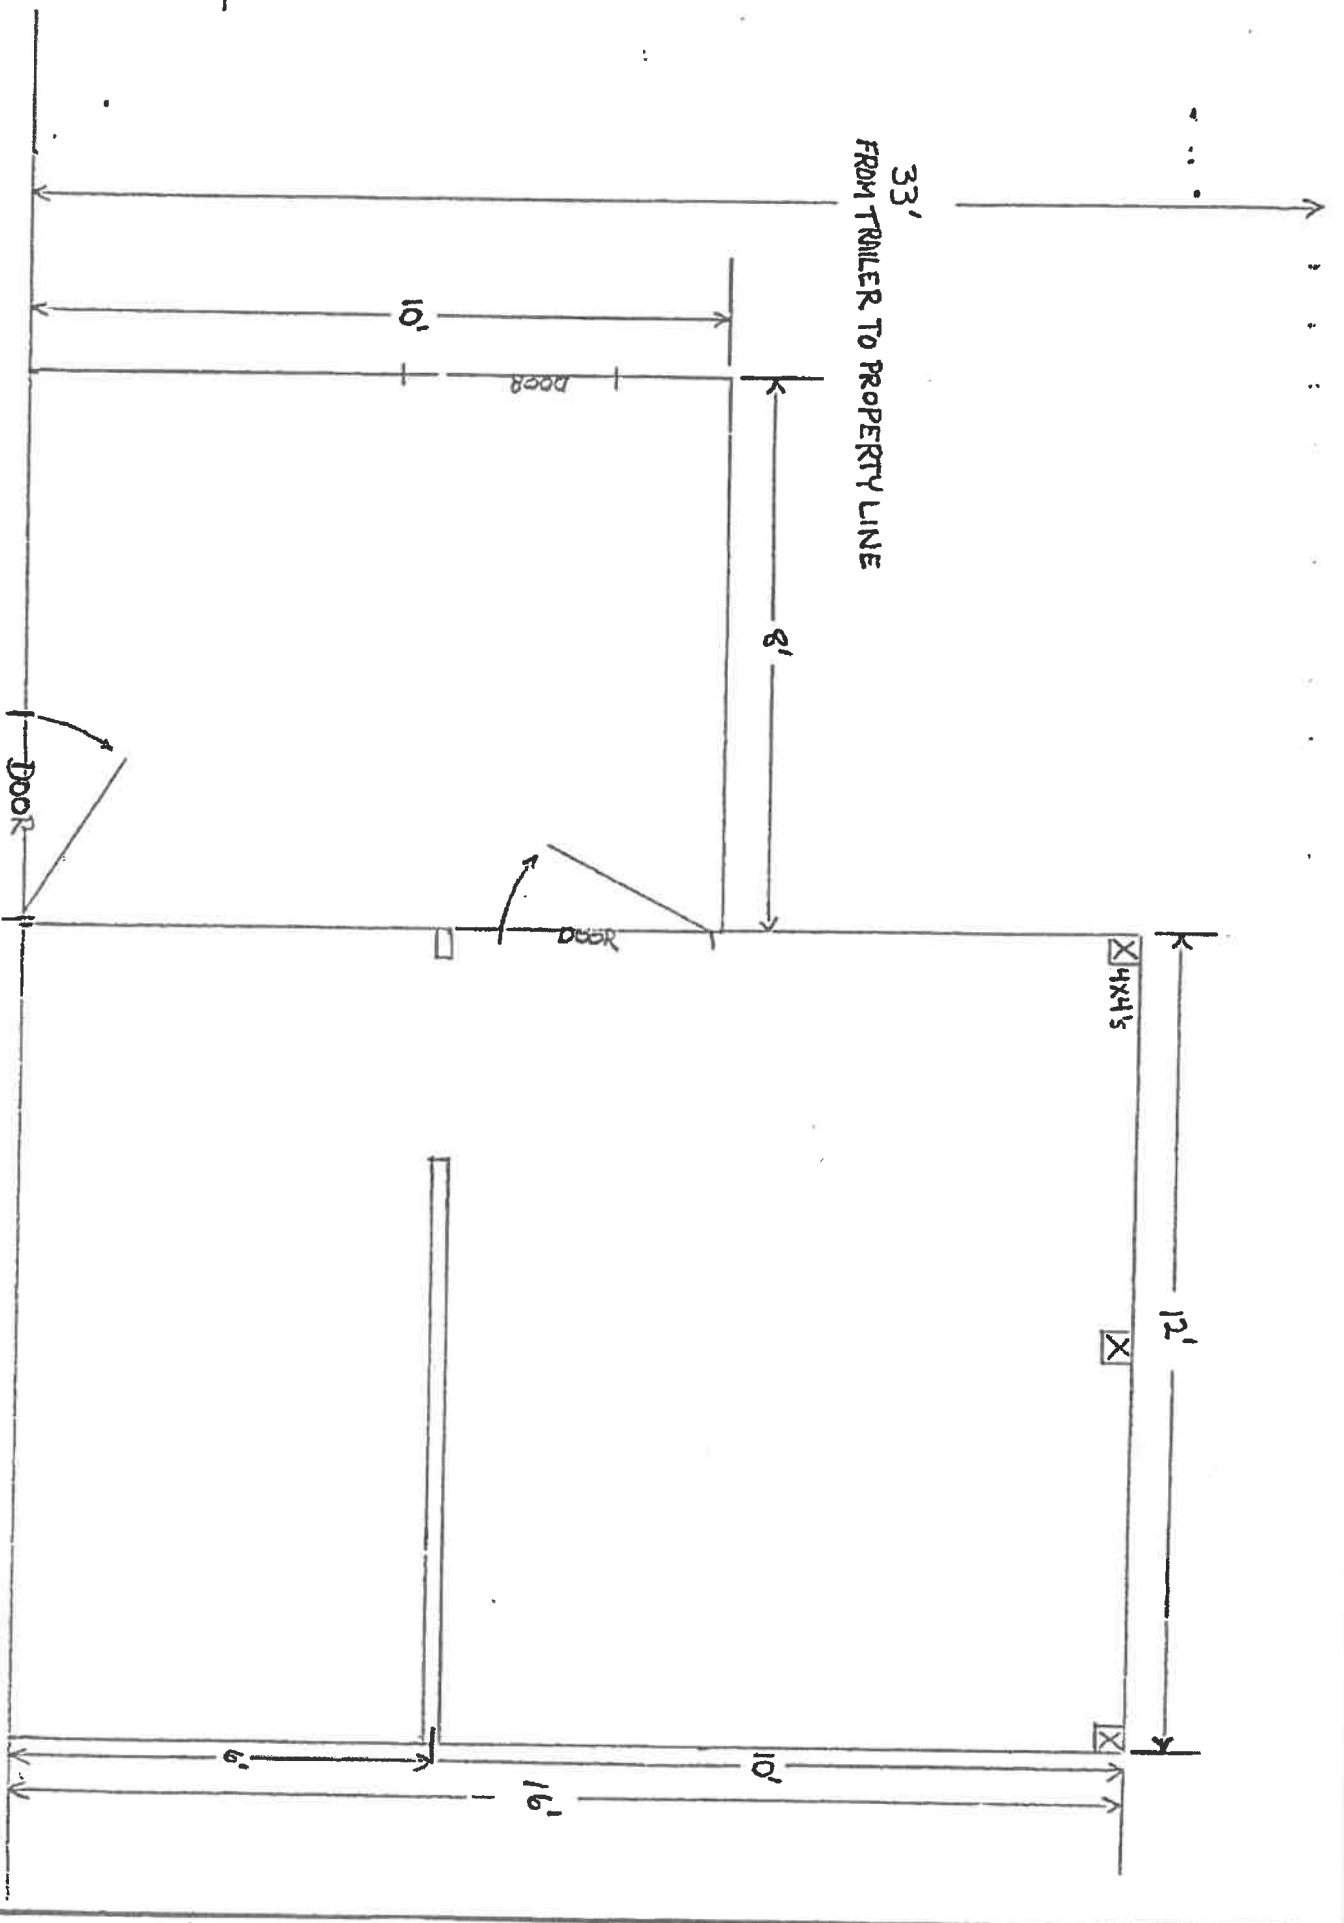 33'
FROM TRAILER TO PROPERTY LINE
10'
DOOR
8'
DOOR
DOOR
4X4's
X
12'
X
X
6'
10'
16'